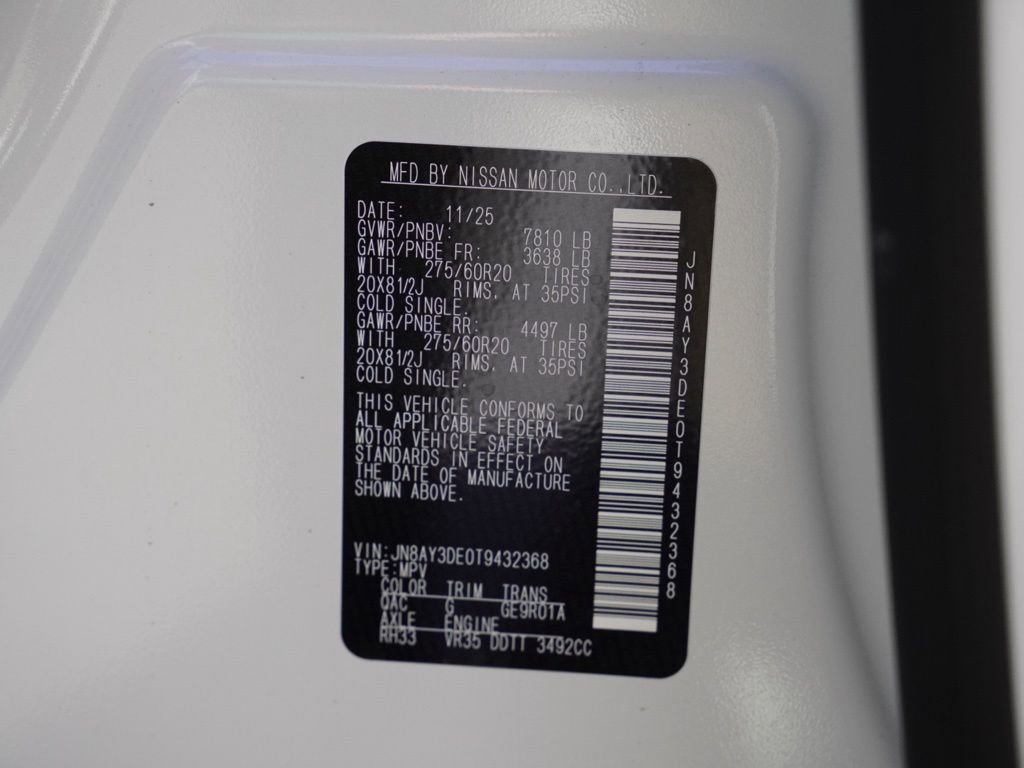 MFD BY NISSAN MOTOR CO.,LTD.
DATE: 11/25
GVWR/PNBV: 7810 LB
GAWR/PNBE FR: 3638 LB
WITH 275/60R20 TIRES
20X81/2J RIMS, AT 35PSI
COLD SINGLE.
GAWR/PNBE RR: 4497 LB
WITH 275/60R20 TIRES
20X81/2J RIMS, AT 35PSI
COLD SINGLE.
THIS VEHICLE CONFORMS TO
ALL APPLICABLE FEDERAL
MOTOR VEHICLE SAFETY
STANDARDS IN EFFECT ON
THE DATE OF MANUFACTURE
SHOWN ABOVE.
VIN:JN8AY3DE0T9432368
TYPE:MPV
COLOR TRIM TRANS
QAC G GE9R01A
AXLE ENGINE
RH33 VR35 DDTT 3492CC
JN8AY3DE0T9432368